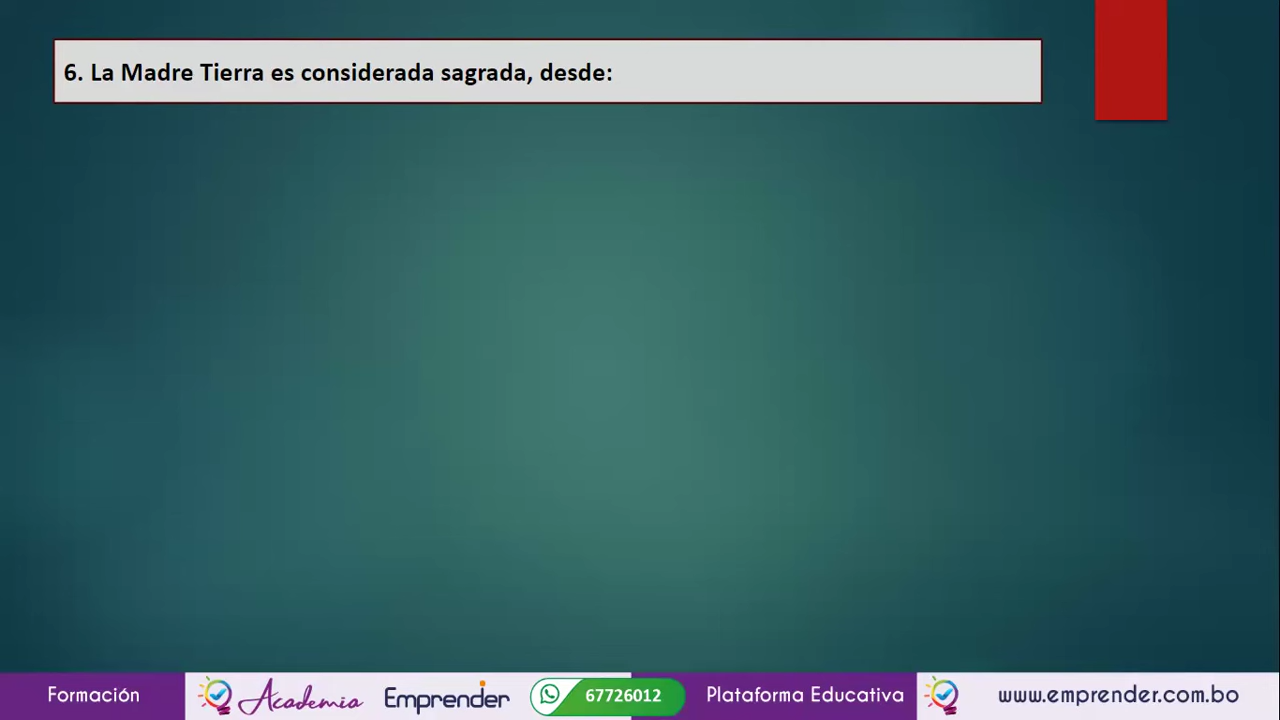 6. La Madre Tierra es considerada sagrada, desde:
Formación
Academia
Emprender
67726012
Plataforma Educativa
www.emprender.com.bo